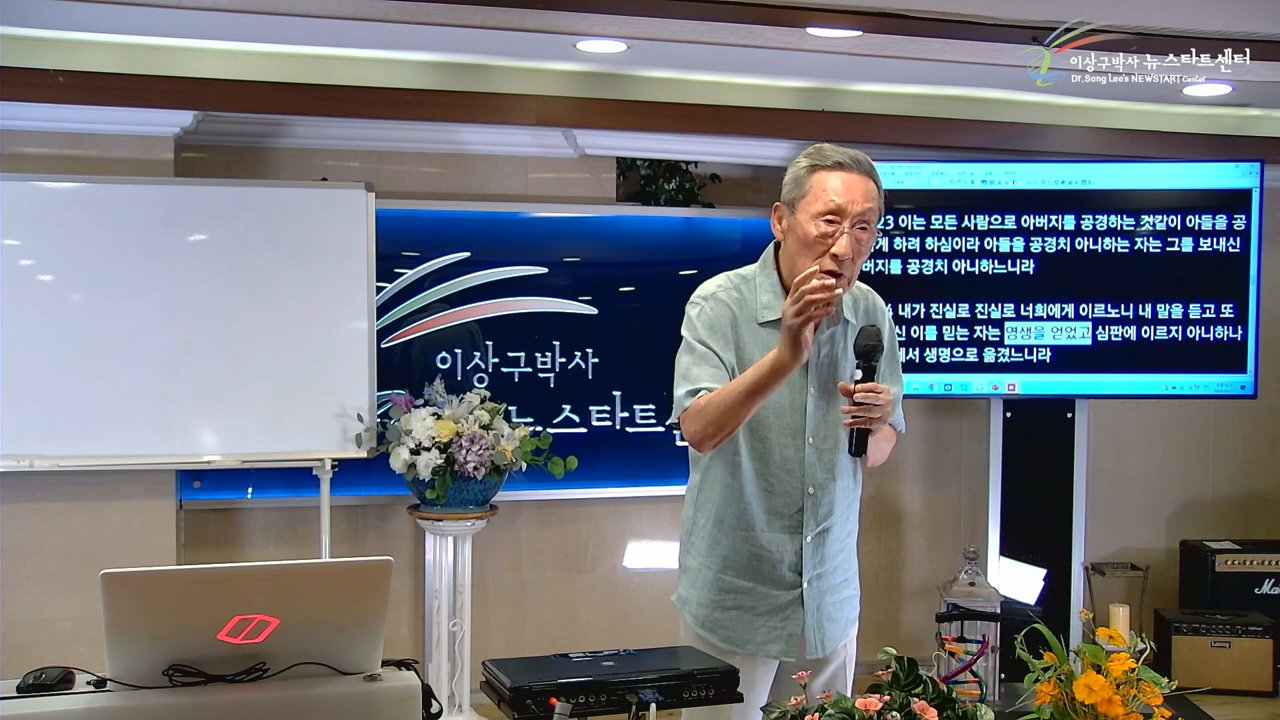 이상구박사 뉴스타트센터
Dr.Sang Lee's NEWSTART Center
23 이는 모든 사람으로 아버지를 공경하는 것같이 아들을 공
게 하려 하심이라 아들을 공경치 아니하는 자는 그를 보내신
버지를 공경치 아니하느니라
내가 진실로 진실로 너희에게 이르노니 내 말을 듣고 또
신 이를 믿는 자는 영생을 얻었고 심판에 이르지 아니하나
에서 생명으로 옮겼느니라
이상구박사
뉴스타트센
Laney